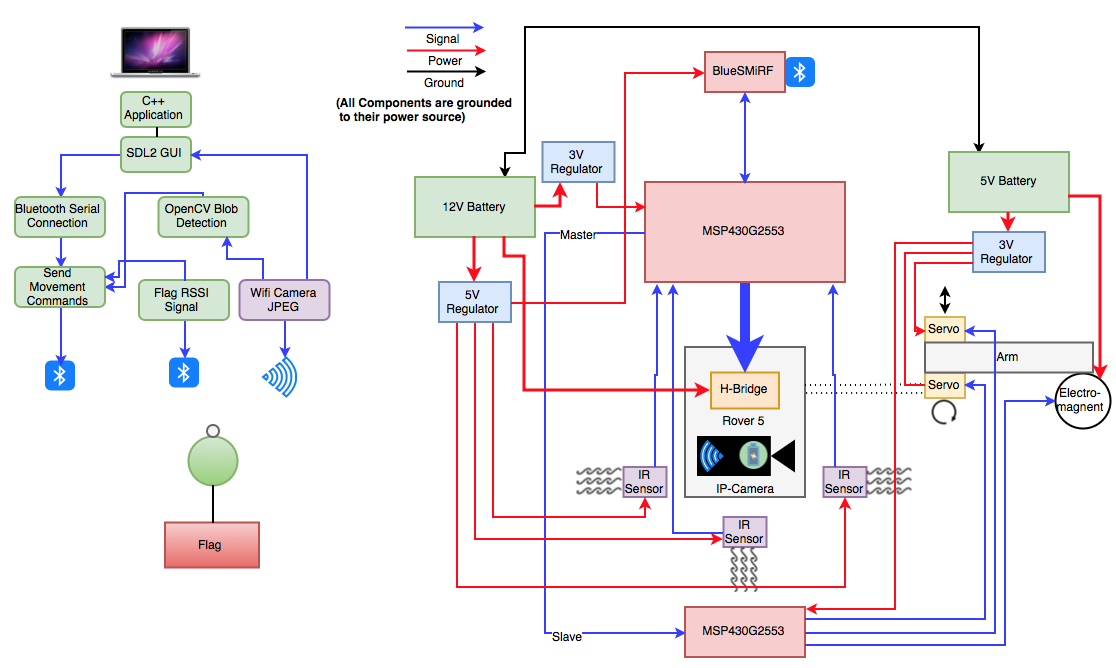 Signal
Power
Ground
(All Components are grounded
to their power source)
C++
Application
SDL2 GUI
Bluetooth Serial
Connection
OpenCV Blob
Detection
Send
Movement
Commands
Flag RSSI
Signal
Wifi Camera
JPEG
Flag
BlueSMiRF
3V
Regulator
12V Battery
5V Battery
MSP430G2553
Master
3V
Regulator
5V
Regulator
Servo
Arm
Servo
Electro-
magnent
H-Bridge
Rover 5
IP-Camera
IR
Sensor
IR
Sensor
IR
Sensor
MSP430G2553
Slave